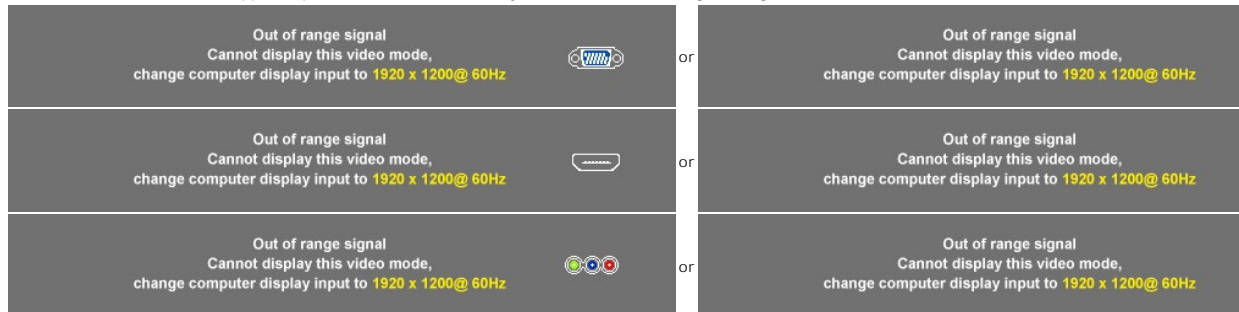 Out of range signal
Cannot display this video mode,
change computer display input to 1920 x 1200@ 60Hz
or
Out of range signal
Cannot display this video mode,
change computer display input to 1920 x 1200@ 60Hz
Out of range signal
Cannot display this video mode,
change computer display input to 1920 x 1200@ 60Hz
or
Out of range signal
Cannot display this video mode,
change computer display input to 1920 x 1200@ 60Hz
Out of range signal
Cannot display this video mode,
change computer display input to 1920 x 1200@ 60Hz
or
Out of range signal
Cannot display this video mode,
change computer display input to 1920 x 1200@ 60Hz